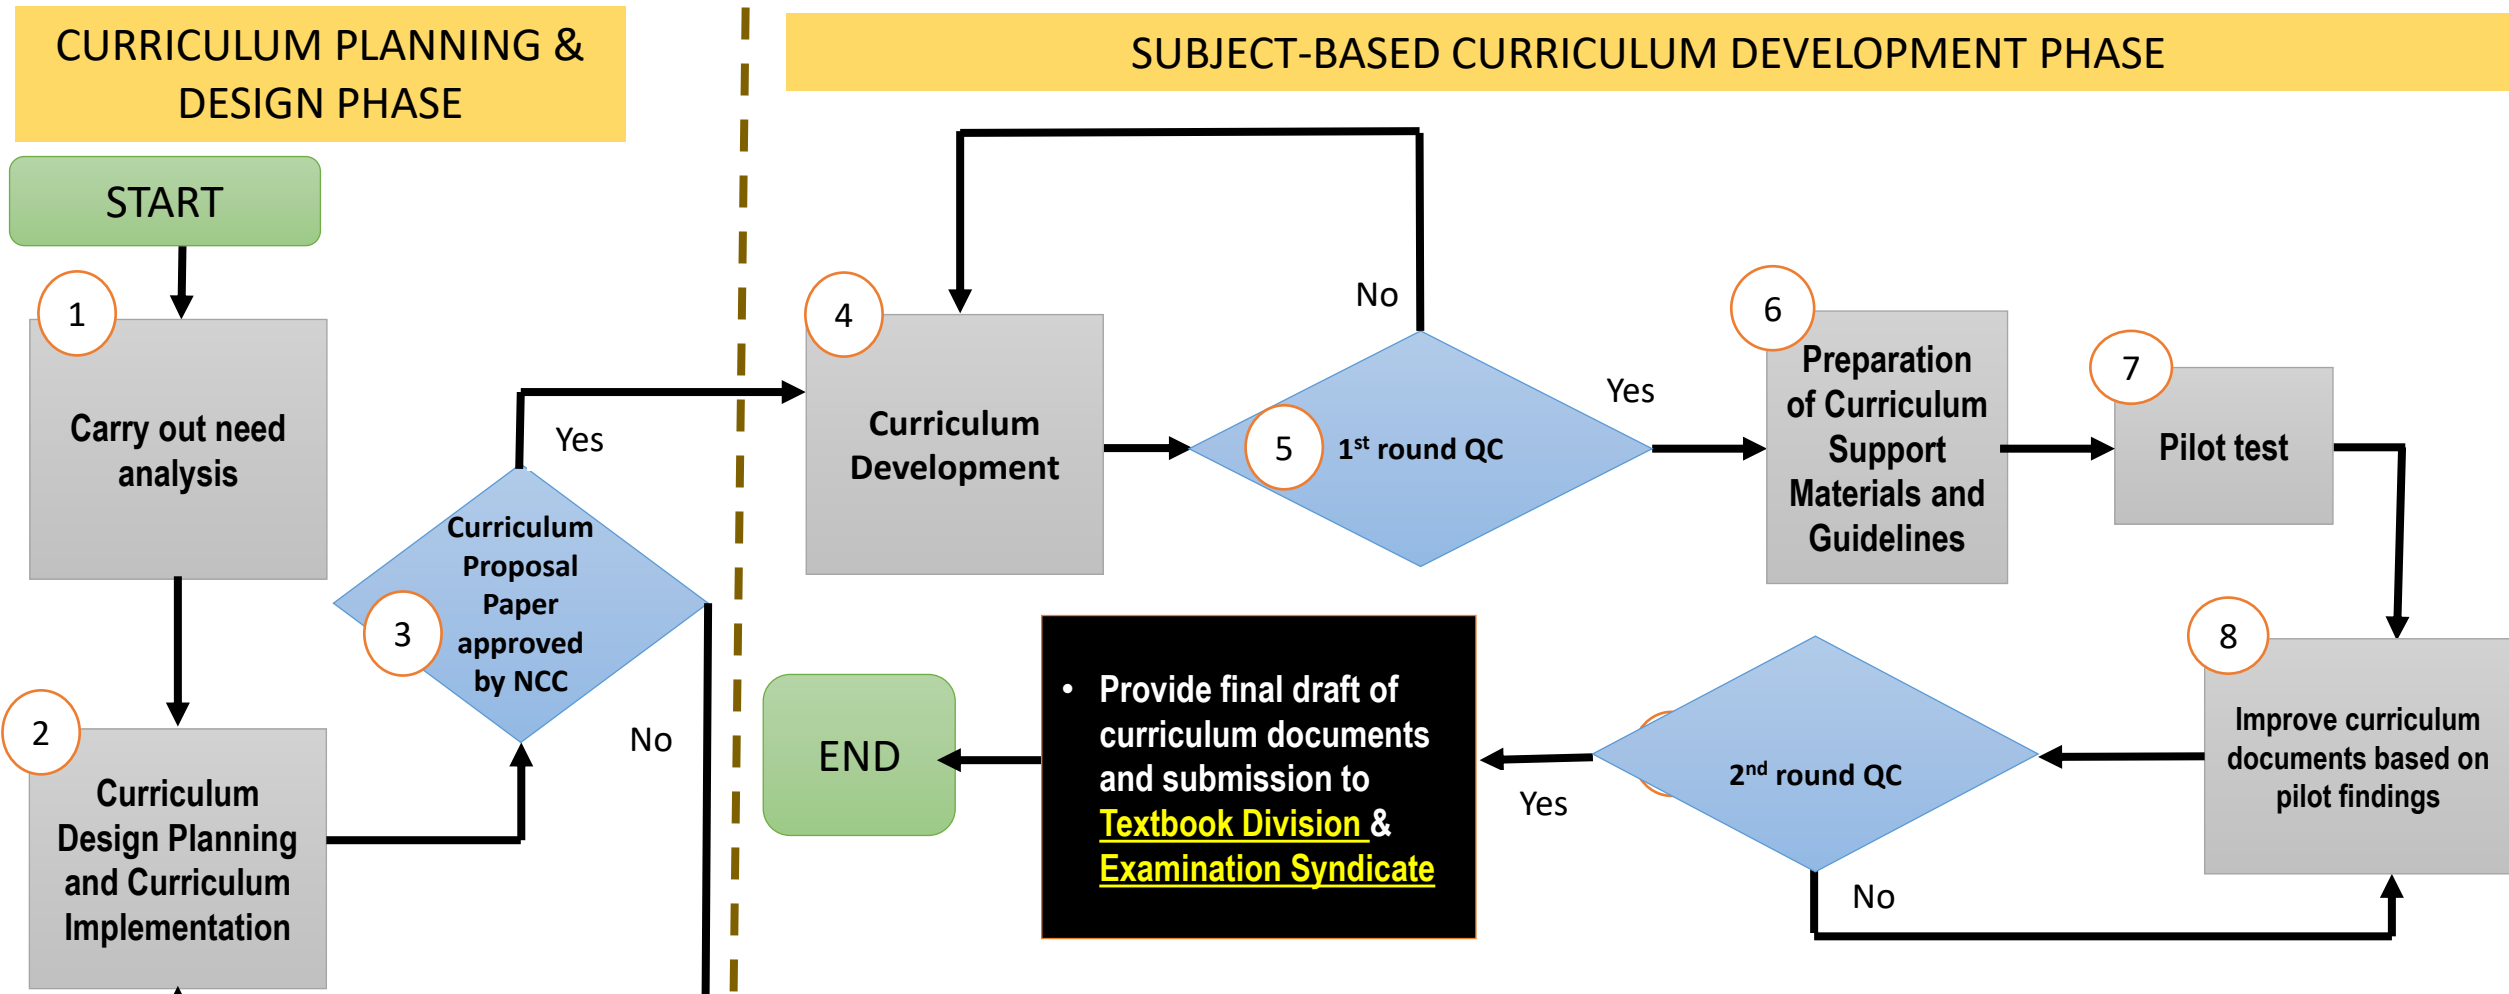 CURRICULUM PLANNING &
DESIGN PHASE
START
1
Carry out need
analysis
2
Curriculum
Design Planning
and Curriculum
Implementation
3
Curriculum
Proposal
Paper
approved
by NCC
Yes
No
SUBJECT-BASED CURRICULUM DEVELOPMENT PHASE
4
Curriculum
Development
No
5
1st round QC
Yes
6
Preparation
of Curriculum
Support
Materials and
Guidelines
7
Pilot test
8
Improve curriculum
documents based on
pilot findings
2nd round QC
No
Yes
• Provide final draft of
curriculum documents
and submission to
Textbook Division &
Examination Syndicate
END